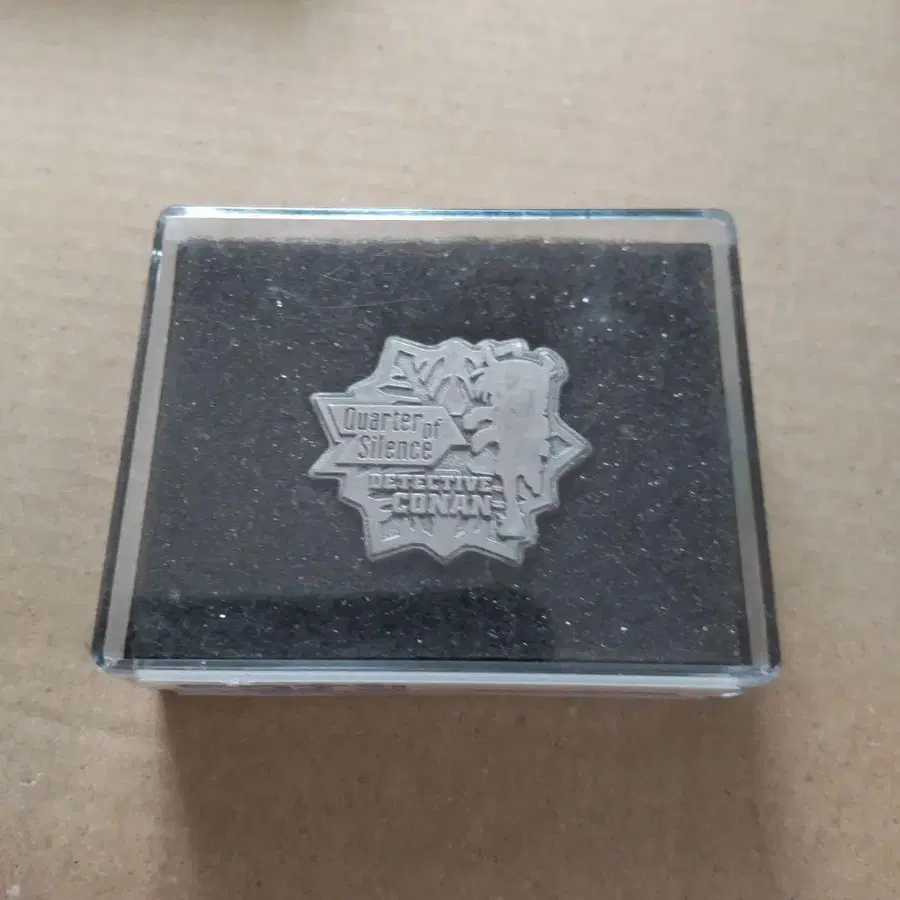 Quarter of
Silence
DETECTIVE
CONAN